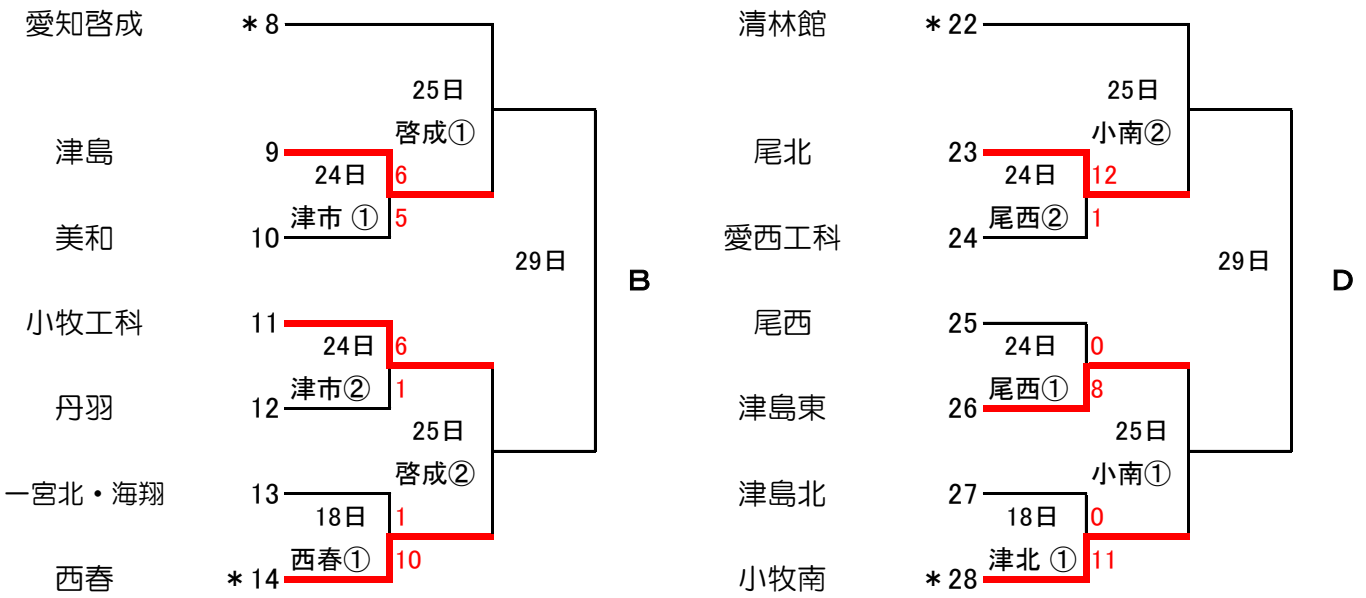 愛知啓成 *8
25日
啓成①
津島 9
24日 6
津市 ① 5
美和 10
29日
B
小牧工科 11
24日 6
津市② 1
丹羽 12
25日
啓成②
一宮北・海翔 13
18日 1
西春① 10
西春 *14
清林館 *22
25日
小南②
尾北 23
24日 12
尾西② 1
愛西工科 24
29日
D
尾西 25
24日 0
尾西① 8
津島東 26
25日
小南①
津島北 27
18日 0
津北 ① 11
小牧南 *28